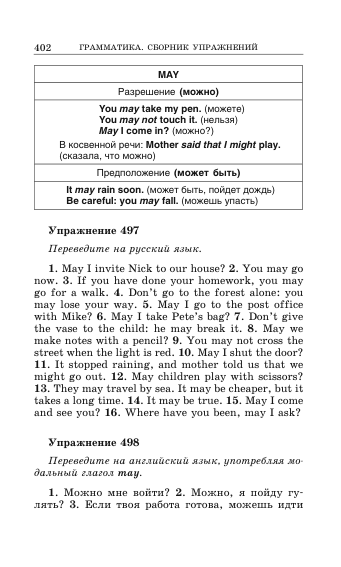 402 ГРАММАТИКА. СБОРНИК УПРАЖНЕНИЙ
MAY
Разрешение (можно)
You may take my pen. (можете)
You may not touch it. (нельзя)
May I come in? (можно?)
В косвенной речи: Mother said that I might play.
(сказала, что можно)
Предположение (может быть)
It may rain soon. (может быть, пойдет дождь)
Be careful: you may fall. (можешь упасть)
Упражнение 497
Переведите на русский язык.
1. May I invite Nick to our house? 2. You may go
now. 3. If you have done your homework, you may
go for a walk. 4. Don't go to the forest alone: you
may lose your way. 5. May I go to the post office
with Mike? 6. May I take Pete's bag? 7. Don't give
the vase to the child: he may break it. 8. May we
make notes with a pencil? 9. You may not cross the
street when the light is red. 10. May I shut the door?
11. It stopped raining, and mother told us that we
might go out. 12. May children play with scissors?
13. They may travel by sea. It may be cheaper, but it
takes a long time. 14. It may be true. 15. May I come
and see you? 16. Where have you been, may I ask?
Упражнение 498
Переведите на английский язык, употребляя мо-
дальный глагол may.
1. Можно мне войти? 2. Можно, я пойду гу-
лять? 3. Если твоя работа готова, можешь идти